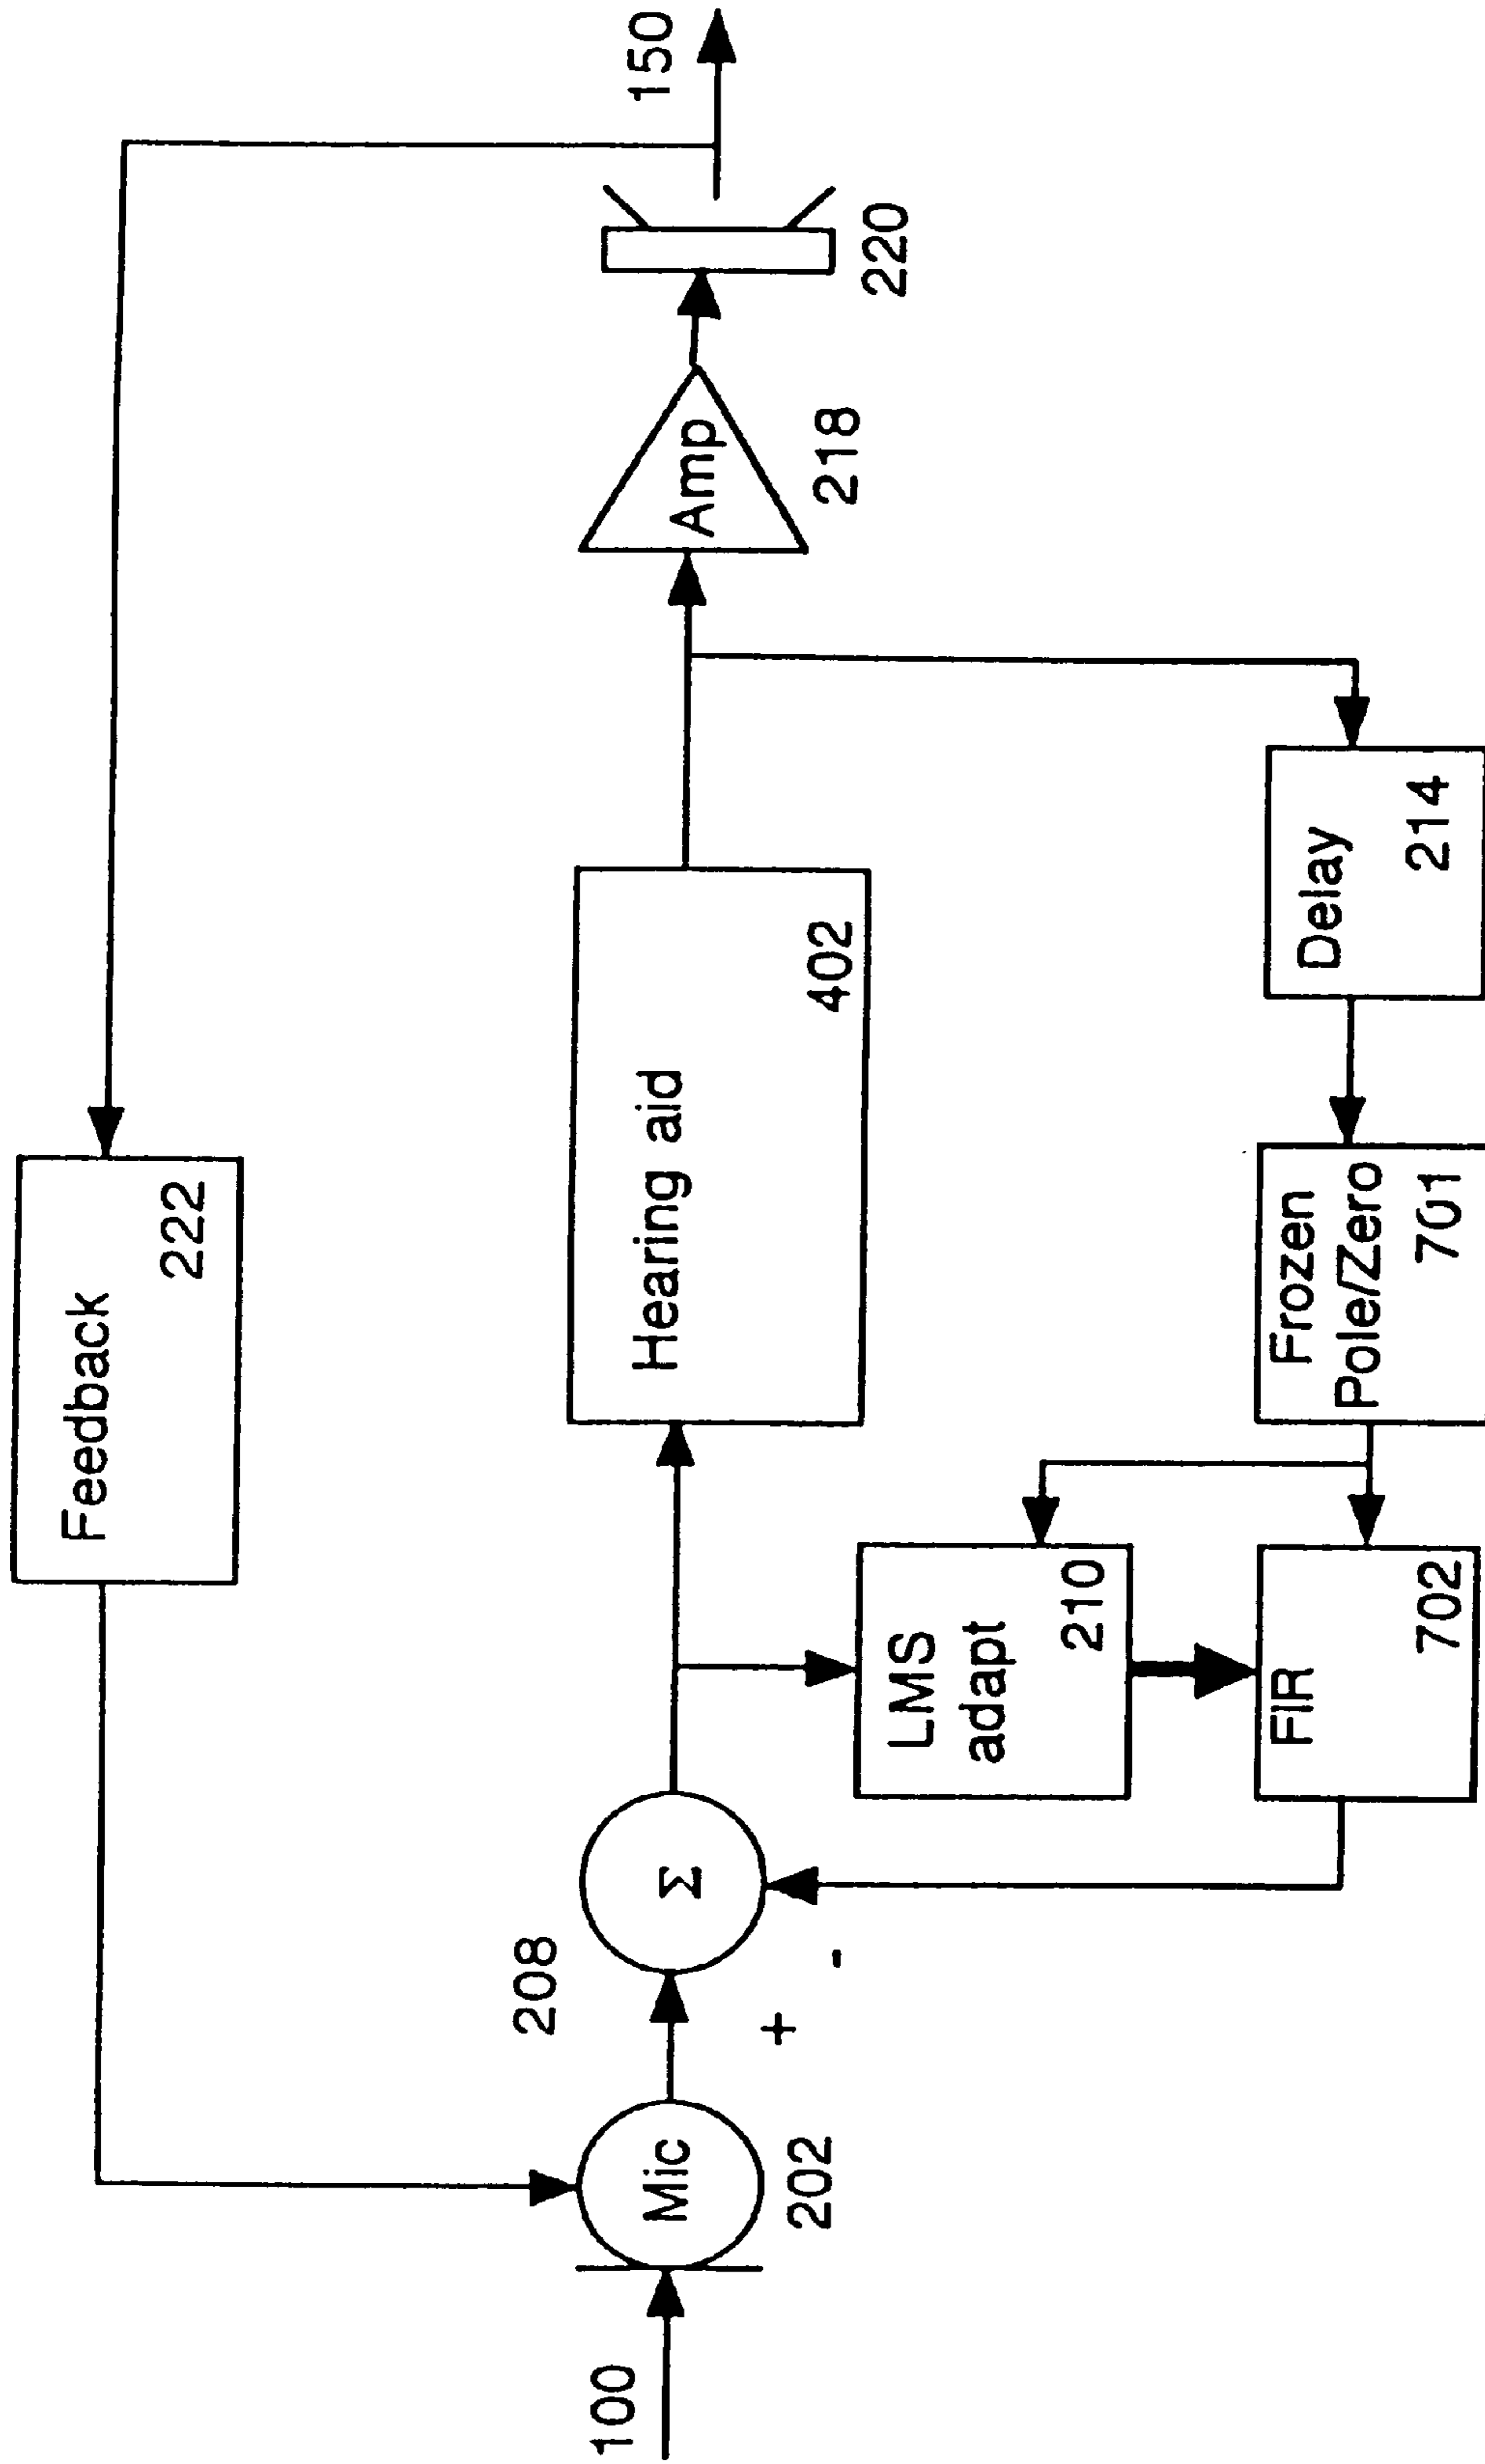 Feedback
222
100
Mic
202
208
+
-
Σ
Hearing aid
402
Amp
218
220
150
LMS
adapt
210
FIR
702
Frozen
Pole/Zero
701
Delay
214